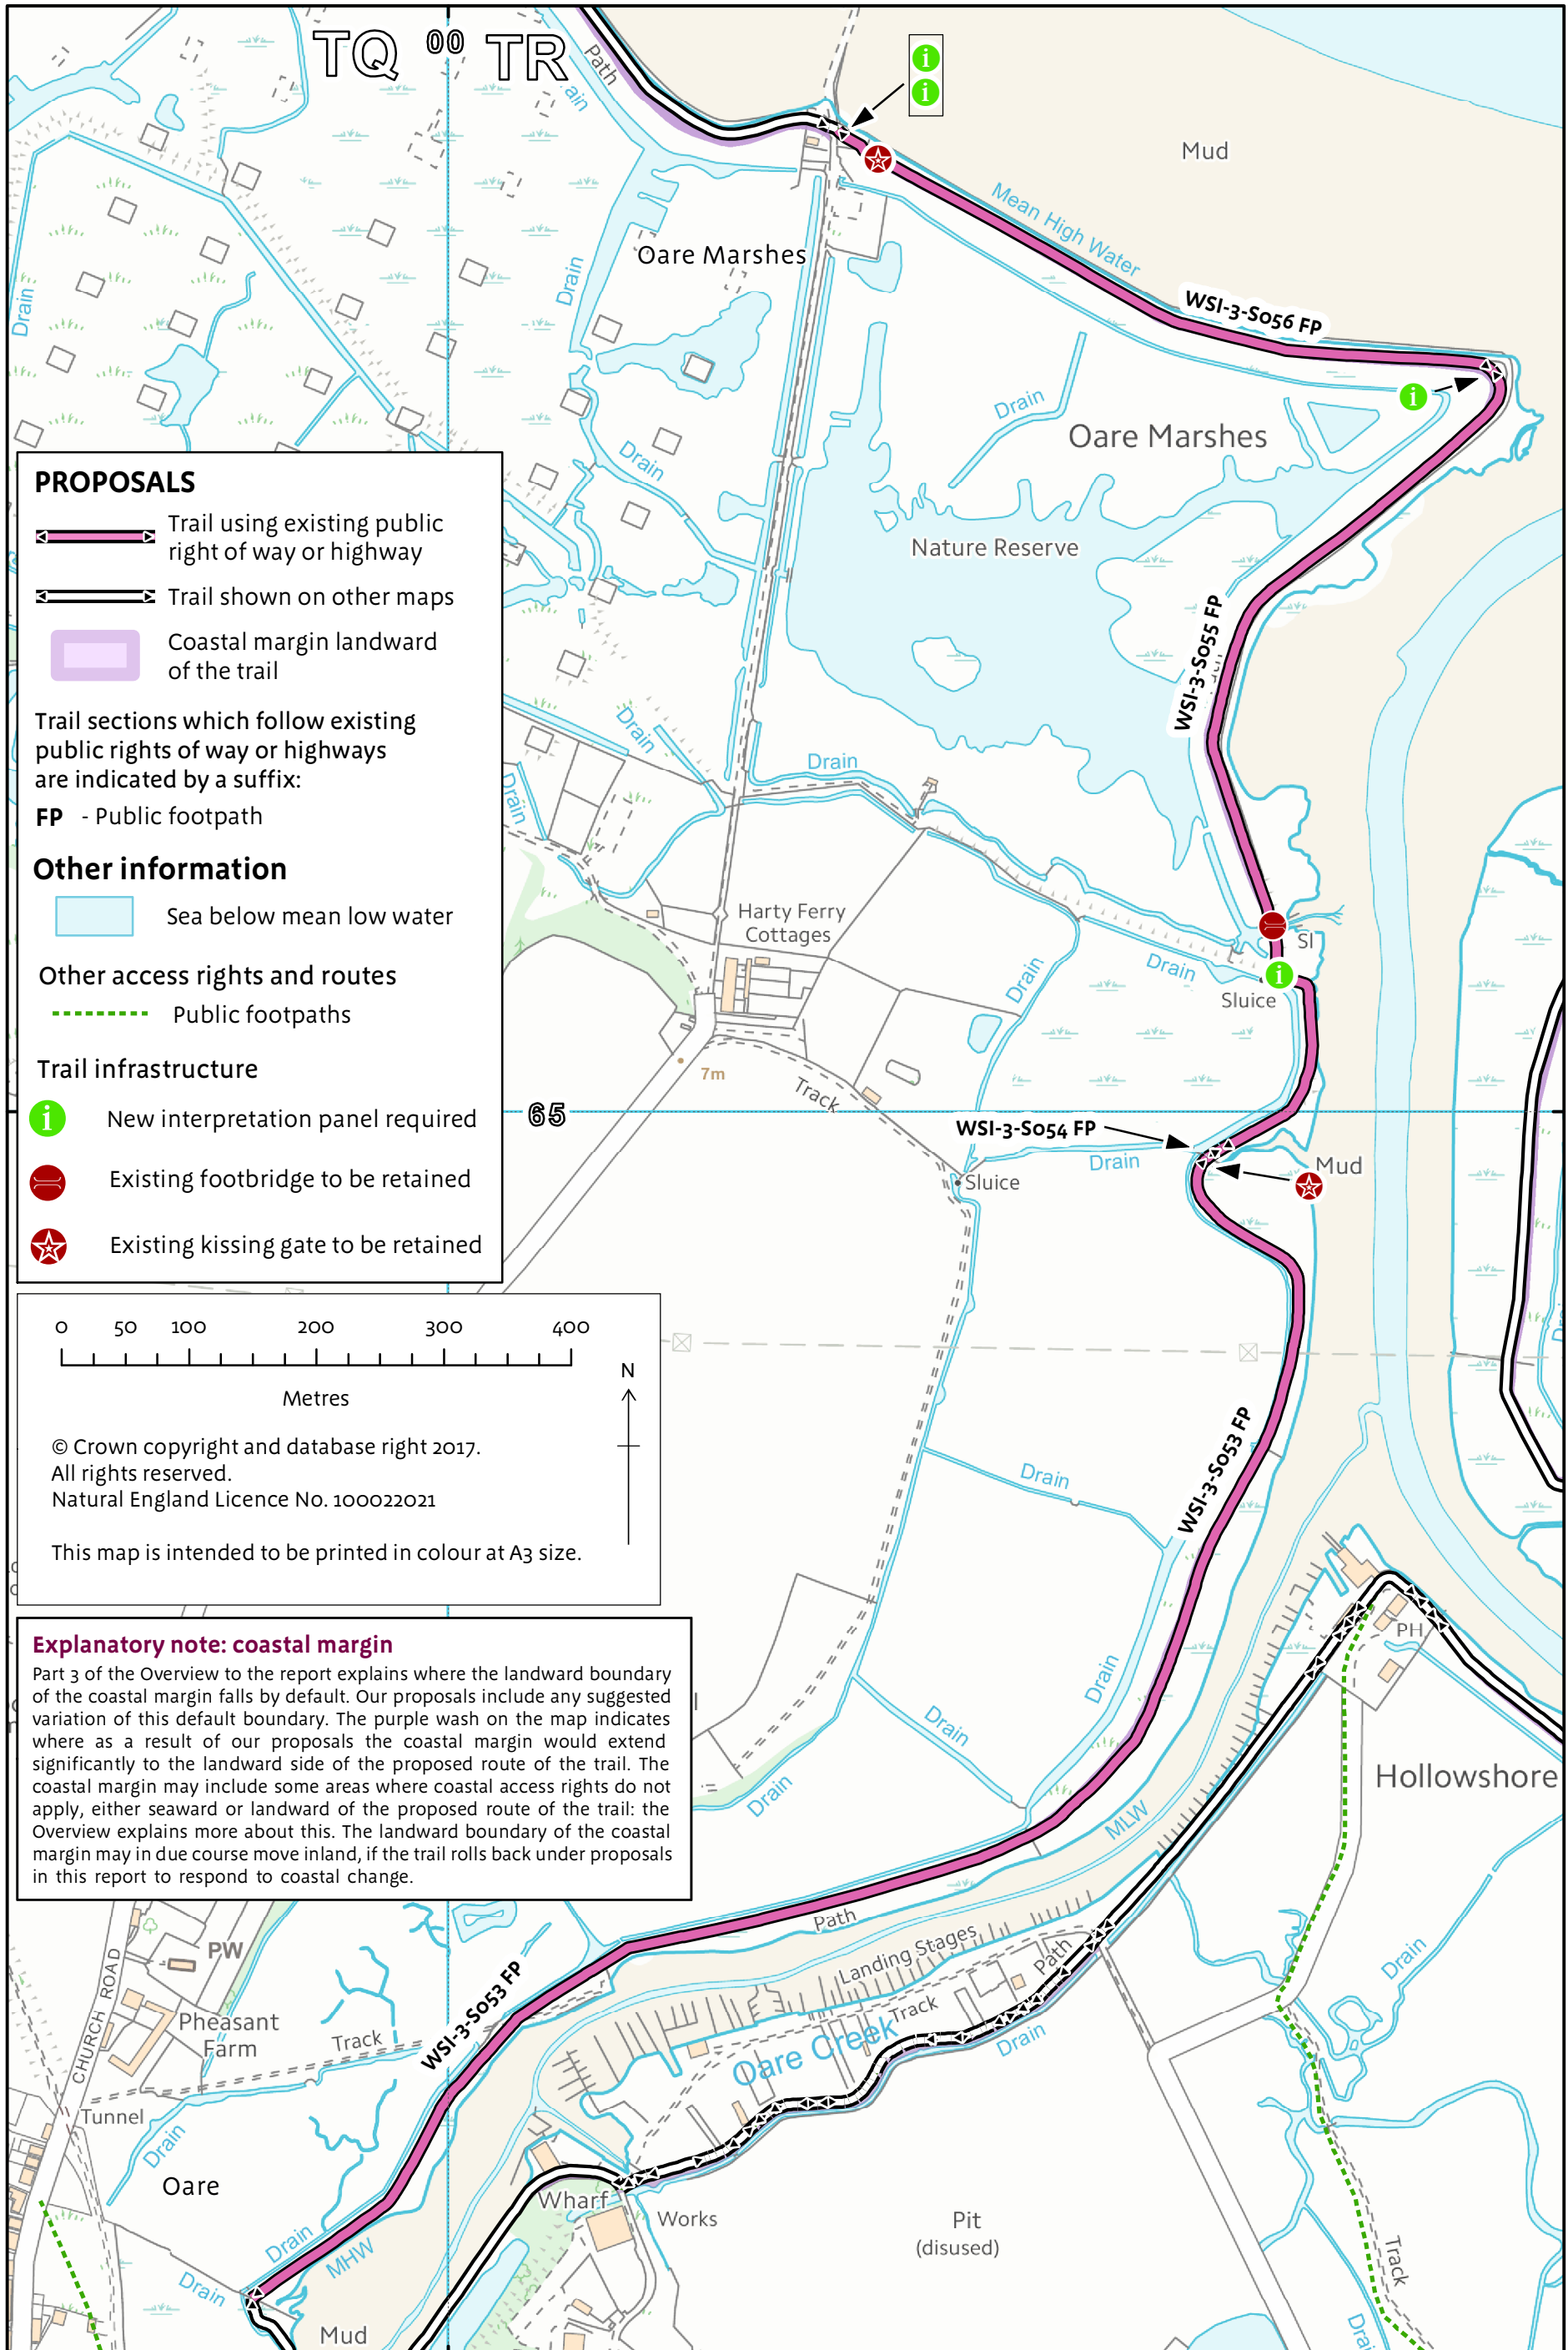 TQ 00 TR
Path
i
i
Mud
Mean High Water
Oare Marshes
Drain
Drain
WSI-3-S056 FP
i
Drain
Oare Marshes
Drain
Nature Reserve
WSI-3-S055 FP
PROPOSALS
Trail using existing public
right of way or highway
Trail shown on other maps
Coastal margin landward
of the trail
Trail sections which follow existing
public rights of way or highways
are indicated by a suffix:
FP - Public footpath
Other information
Sea below mean low water
Other access rights and routes
Public footpaths
Trail infrastructure
i New interpretation panel required
Existing footbridge to be retained
Existing kissing gate to be retained
Drain
Drain
Drain
Harty Ferry
Cottages
Sl
Drain
Drain
i
Sluice
7m
Track
65
WSI-3-S054 FP
Drain
Mud
Sluice
0 50 100 200 300 400
Metres
N
© Crown copyright and database right 2017.
All rights reserved.
Natural England Licence No. 100022021
This map is intended to be printed in colour at A3 size.
WSI-3-S053 FP
Drain
Explanatory note: coastal margin
Part 3 of the Overview to the report explains where the landward boundary
of the coastal margin falls by default. Our proposals include any suggested
variation of this default boundary. The purple wash on the map indicates
where as a result of our proposals the coastal margin would extend
significantly to the landward side of the proposed route of the trail. The
coastal margin may include some areas where coastal access rights do not
apply, either seaward or landward of the proposed route of the trail: the
Overview explains more about this. The landward boundary of the coastal
margin may in due course move inland, if the trail rolls back under proposals
in this report to respond to coastal change.
PH
Drain
Drain
Hollowshore
Drain
MLW
Path
PW
Landing Stages
Path
Drain
CHURCH ROAD
WSI-3-S053 FP
Pheasant
Farm
Track
Track
Oare Creek
Drain
Tunnel
Drain
Oare
Wharf
Works
Pit
(disused)
Drain
MHW
Track
Drain
Mud